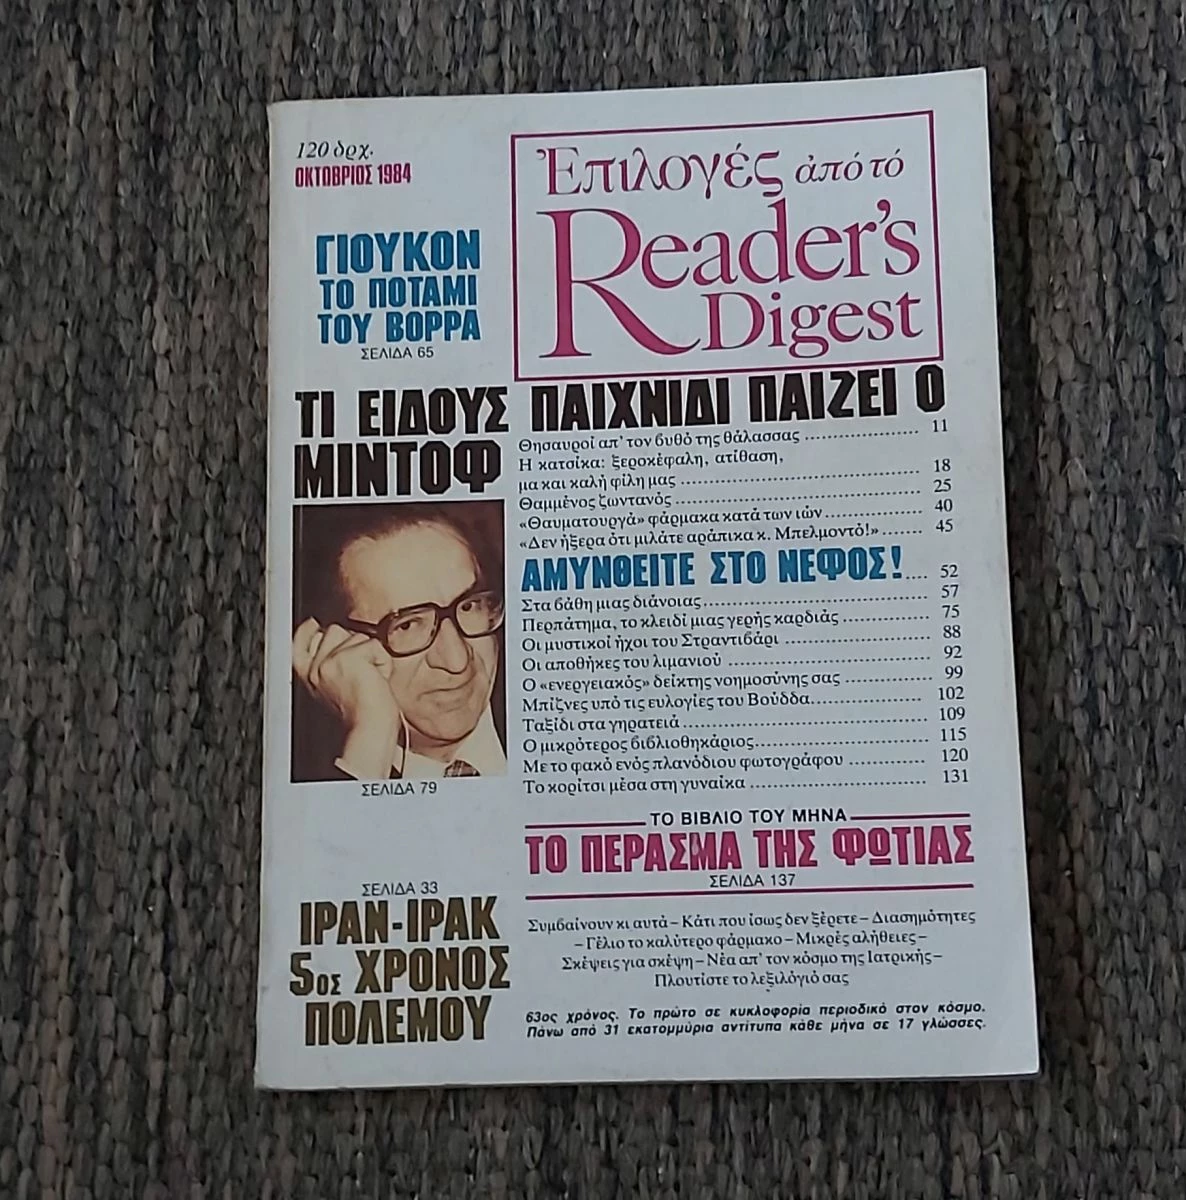 120 δρχ.
ΟΚΤΩΒΡΙΟΣ 1984
Ἐπιλογές ἀπό τό
Reader's
Digest
ΓΙΟΥΚΟΝ
ΤΟ ΠΟΤΑΜΙ
ΤΟΥ ΒΟΡΡΑ
ΣΕΛΙΔΑ 65
ΤΙ ΕΙΔΟΥΣ ΠΑΙΧΝΙΔΙ ΠΑΙΖΕΙ Ο
ΜΙΝΤΟΦ
ΣΕΛΙΔΑ 79
Θησαυροί απ' τον βυθό της θάλασσας .................... 11
Η κατσίκα: ξεροκέφαλη, ατίθαση,
μα και καλή φίλη μας .................... 18
Θαμμένος ζωντανός .................... 25
«Θαυματουργά» φάρμακα κατά των ιών .................... 40
«Δεν ήξερα ότι μιλάτε αράπικα κ. Μπελμοντό!» ....... 45
ΑΜΥΝΘΕΙΤΕ ΣΤΟ ΝΕΦΟΣ! .... 52
Στα βάθη μιας διάνοιας .................... 57
Περπάτημα, το κλειδί μιας γερής καρδιάς ............... 75
Οι μυστικοί ήχοι του Στραντιβάρι .................... 88
Οι αποθήκες του λιμανιού .................... 92
Ο «ενεργειακός» δείκτης νοημοσύνης σας ............... 99
Μπίζνες υπό τις ευλογίες του Βούδδα .................... 102
Ταξίδι στα γηρατειά .................... 109
Ο μικρότερος βιβλιοθηκάριος .................... 115
Με το φακό ενός πλανόδιου φωτογράφου ............ 120
Το κορίτσι μέσα στη γυναίκα .................... 131
ΤΟ ΒΙΒΛΙΟ ΤΟΥ ΜΗΝΑ
ΤΟ ΠΕΡΑΣΜΑ ΤΗΣ ΦΩΤΙΑΣ
ΣΕΛΙΔΑ 137
ΣΕΛΙΔΑ 33
ΙΡΑΝ-ΙΡΑΚ
5ΟΣ ΧΡΟΝΟΣ
ΠΟΛΕΜΟΥ
Συμβαίνουν κι αυτά – Κάτι που ίσως δεν ξέρετε – Διασημότητες
– Γέλιο το καλύτερο φάρμακο – Μικρές αλήθειες –
Σκέψεις για σκέψη – Νέα απ' τον κόσμο της Ιατρικής –
Πλουτίστε το λεξιλόγιό σας
63ος χρόνος. Το πρώτο σε κυκλοφορία περιοδικό στον κόσμο.
Πάνω από 31 εκατομμύρια αντίτυπα κάθε μήνα σε 17 γλώσσες.